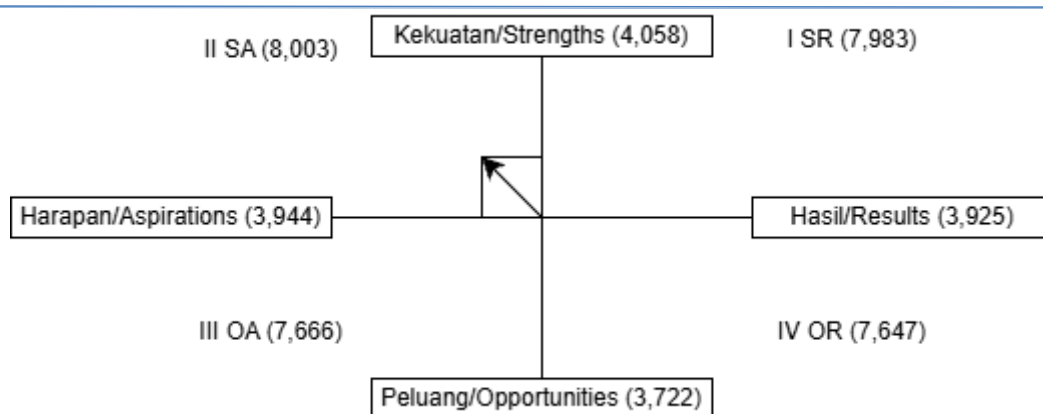 Kekuatan/Strengths (4,058)
II SA (8,003)
I SR (7,983)
Harapan/Aspirations (3,944)
Hasil/Results (3,925)
III OA (7,666)
IV OR (7,647)
Peluang/Opportunities (3,722)